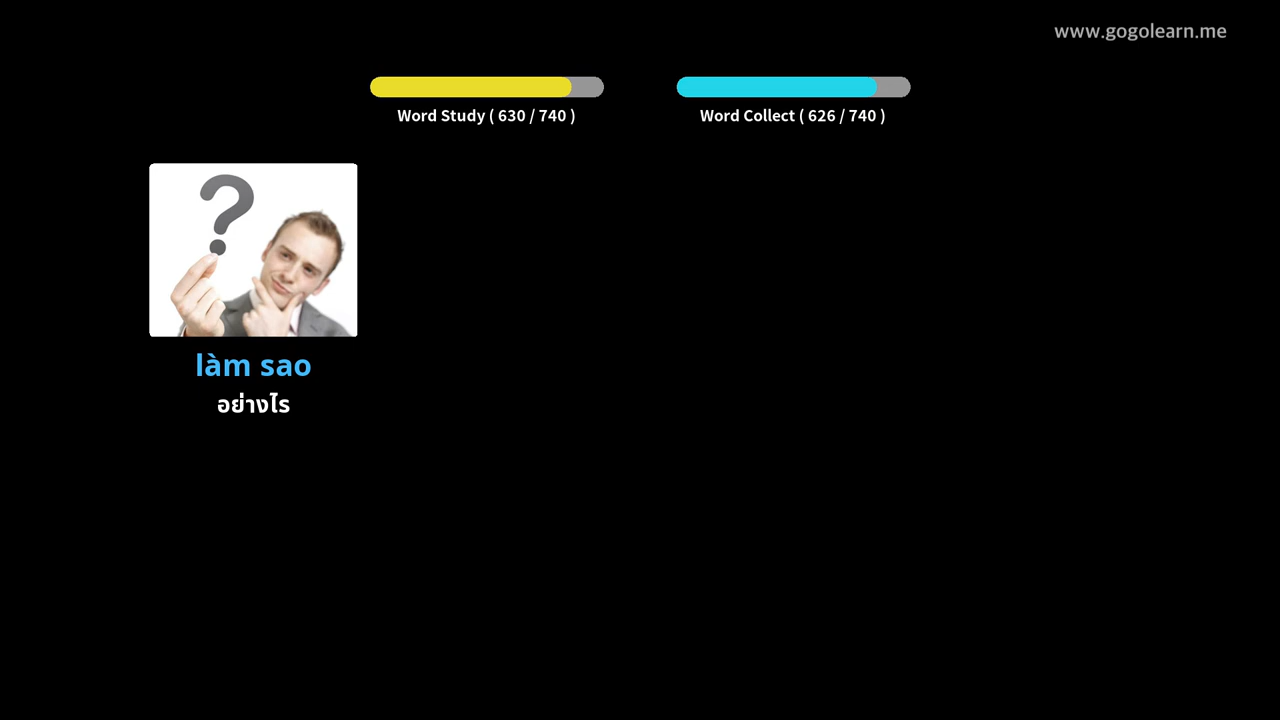 www.gogolearn.me
Word Study ( 630 / 740 )
Word Collect ( 626 / 740 )
làm sao
อย่างไร